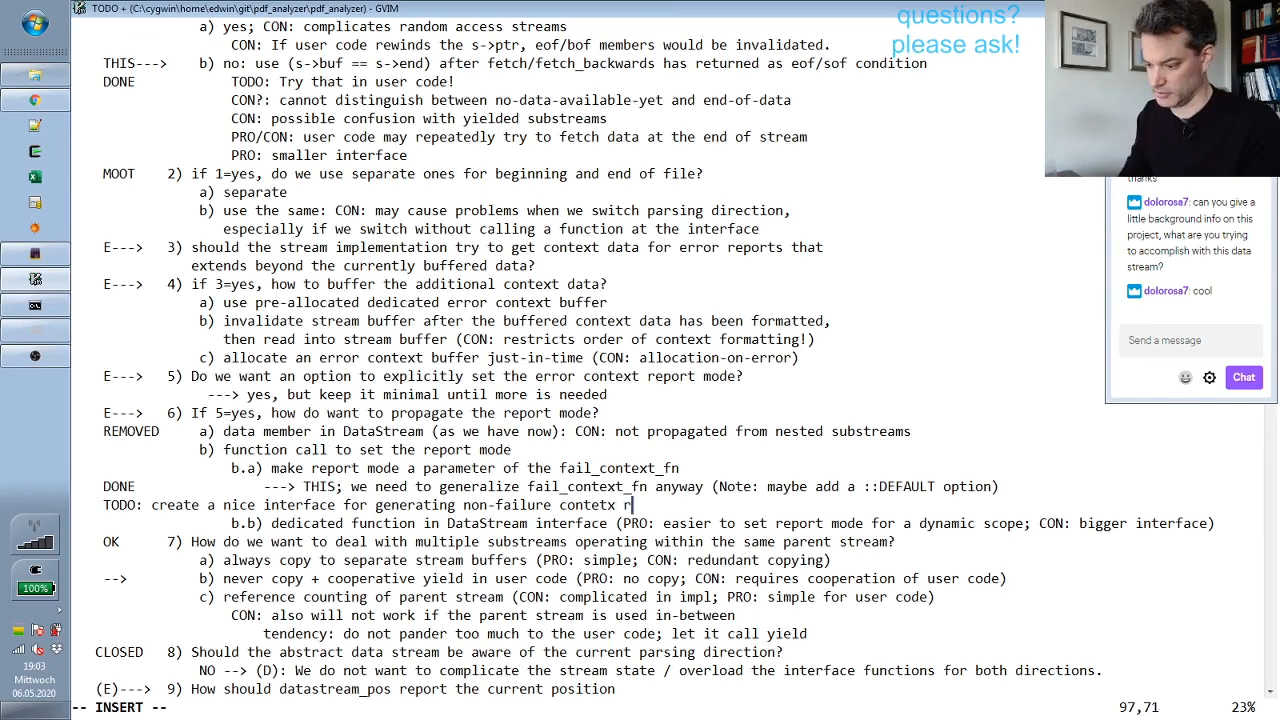 TODO + (C:\cygwin\home\edwin\git\pdf_analyzer\pdf_analyzer) - GVIM
a) yes; CON: complicates random access streams
CON: If user code rewinds the s->ptr, eof/bof members would be invalidated.
THIS---> b) no: use (s->buf == s->end) after fetch/fetch_backwards has returned as eof/sof condition
DONE TODO: Try that in user code!
CON?: cannot distinguish between no-data-available-yet and end-of-data
CON: possible confusion with yielded substreams
PRO/CON: user code may repeatedly try to fetch data at the end of stream
PRO: smaller interface
MOOT 2) if 1=yes, do we use separate ones for beginning and end of file?
a) separate
b) use the same: CON: may cause problems when we switch parsing direction,
especially if we switch without calling a function at the interface
E---> 3) should the stream implementation try to get context data for error reports that
extends beyond the currently buffered data?
E---> 4) if 3=yes, how to buffer the additional context data?
a) use pre-allocated dedicated error context buffer
b) invalidate stream buffer after the buffered context data has been formatted,
then read into stream buffer (CON: restricts order of context formatting!)
c) allocate an error context buffer just-in-time (CON: allocation-on-error)
E---> 5) Do we want an option to explicitly set the error context report mode?
---> yes, but keep it minimal until more is needed
E---> 6) If 5=yes, how do want to propagate the report mode?
REMOVED a) data member in DataStream (as we have now): CON: not propagated from nested substreams
b) function call to set the report mode
b.a) make report mode a parameter of the fail_context_fn
DONE ---> THIS; we need to generalize fail_context_fn anyway (Note: maybe add a ::DEFAULT option)
TODO: create a nice interface for generating non-failure contetx r
b.b) dedicated function in DataStream interface (PRO: easier to set report mode for a dynamic scope; CON: bigger interface)
OK 7) How do we want to deal with multiple substreams operating within the same parent stream?
a) always copy to separate stream buffers (PRO: simple; CON: redundant copying)
--> b) never copy + cooperative yield in user code (PRO: no copy; CON: requires cooperation of user code)
c) reference counting of parent stream (CON: complicated in impl; PRO: simple for user code)
CON: also will not work if the parent stream is used in-between
tendency: do not pander too much to the user code; let it call yield
CLOSED 8) Should the abstract data stream be aware of the current parsing direction?
NO --> (D): We do not want to complicate the stream state / overload the interface functions for both directions.
(E)---> 9) How should datastream_pos report the current position
-- INSERT -- 97,71 23%
questions?
please ask!
thanks
dolorosa7: can you give a
little background info on this
project, what are you trying
to accomplish with this data
stream?
dolorosa7: cool
Send a message
Chat
100%
19:03
Mittwoch
06.05.2020